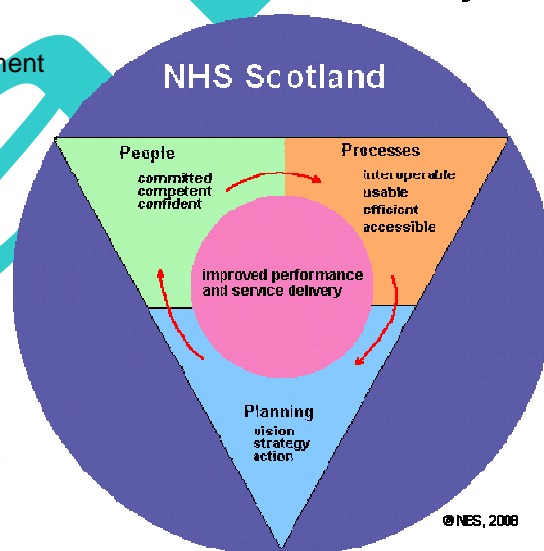 ment
NHS Scotland
People
committed
competent
confident
Processes
interoperable
usable
efficient
accessible
improved performance
and service delivery
Planning
vision
strategy
action
© NES, 2008